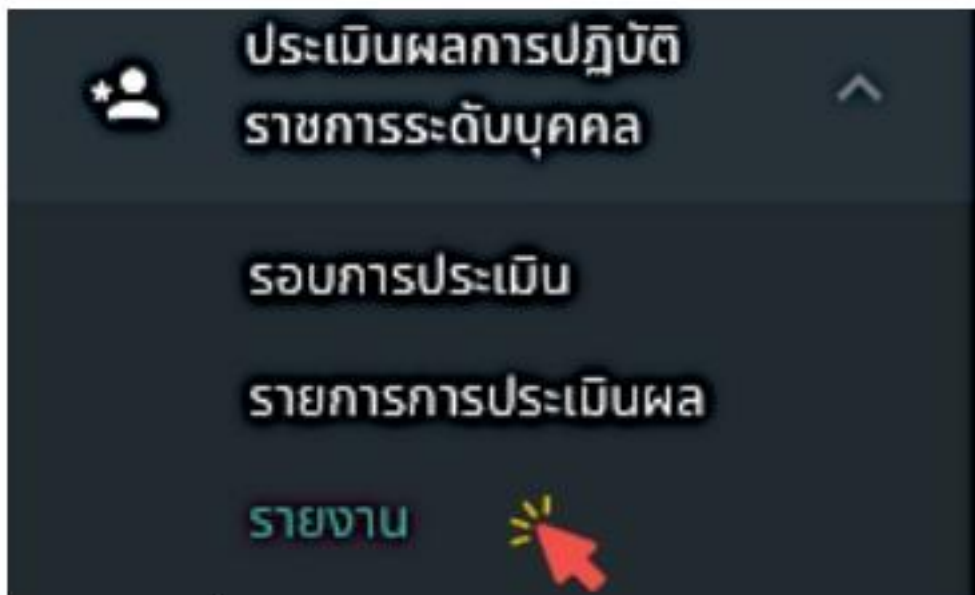 ประเมินผลการปฏิบัติ
ราชการระดับบุคคล
รอบการประเมิน
รายการการประเมินผล
รายงาน